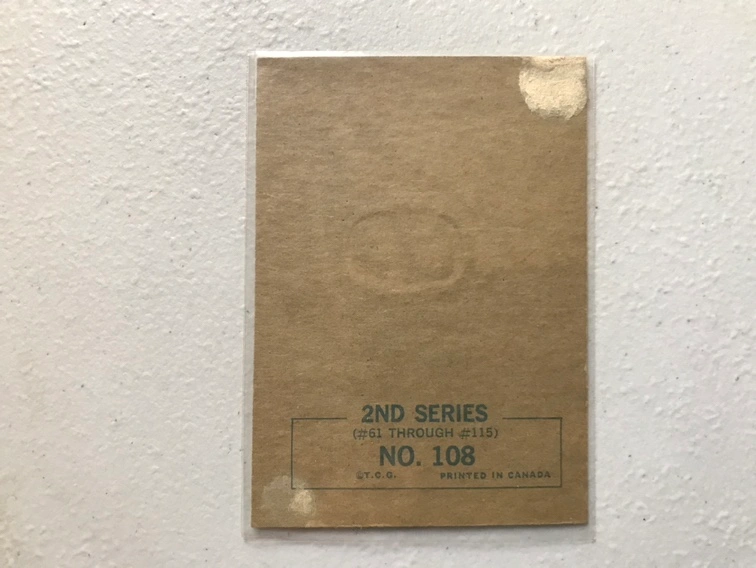 2ND SERIES
(#61 THROUGH #115)
NO. 108
©T.C.G. PRINTED IN CANADA